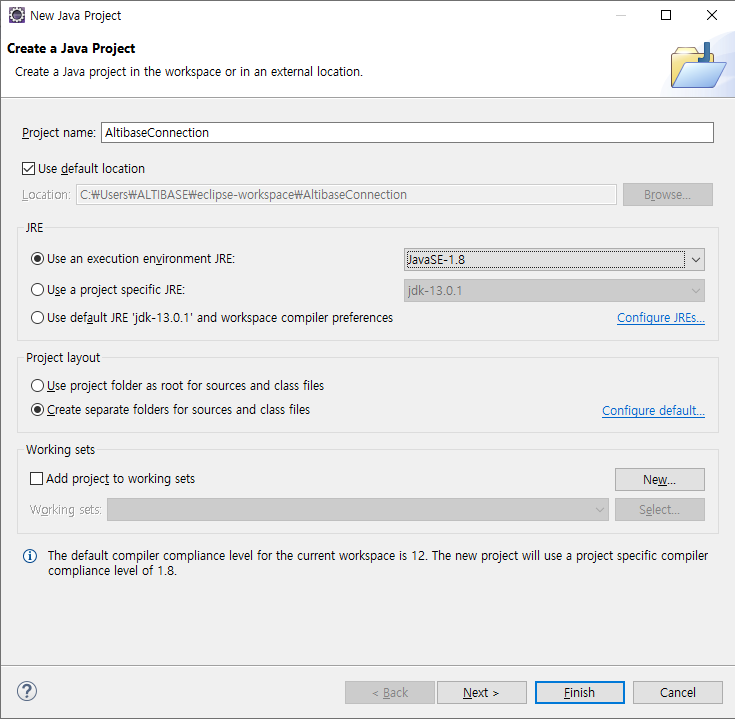 New Java Project
Create a Java Project
Create a Java project in the workspace or in an external location.
Project name: AltibaseConnection
Use default location
Location: C:₩Users₩ALTIBASE₩eclipse-workspace₩AltibaseConnection Browse...
JRE
Use an execution environment JRE: JavaSE-1.8
Use a project specific JRE: jdk-13.0.1
Use default JRE 'jdk-13.0.1' and workspace compiler preferences Configure JREs...
Project layout
Use project folder as root for sources and class files
Create separate folders for sources and class files Configure default...
Working sets
Add project to working sets New...
Working sets: Select...
The default compiler compliance level for the current workspace is 12. The new project will use a project specific compiler
compliance level of 1.8.
? < Back Next > Finish Cancel